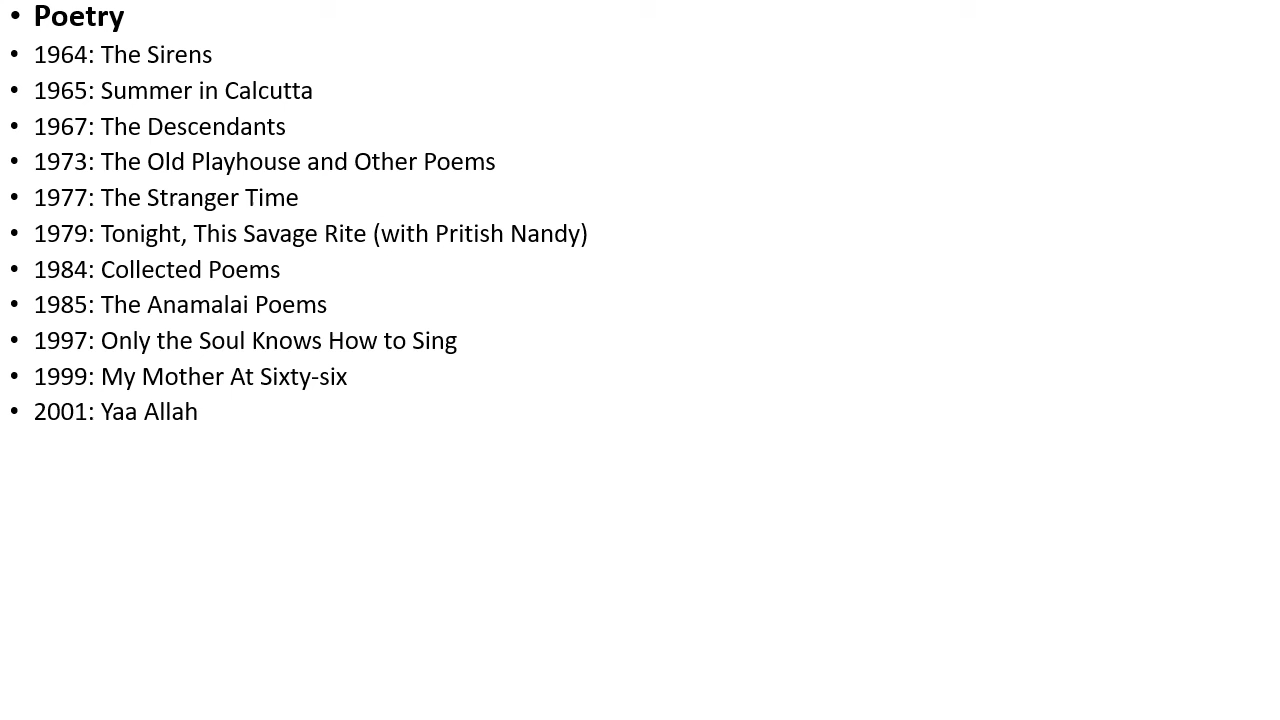 • Poetry
• 1964: The Sirens
• 1965: Summer in Calcutta
• 1967: The Descendants
• 1973: The Old Playhouse and Other Poems
• 1977: The Stranger Time
• 1979: Tonight, This Savage Rite (with Pritish Nandy)
• 1984: Collected Poems
• 1985: The Anamalai Poems
• 1997: Only the Soul Knows How to Sing
• 1999: My Mother At Sixty-six
• 2001: Yaa Allah